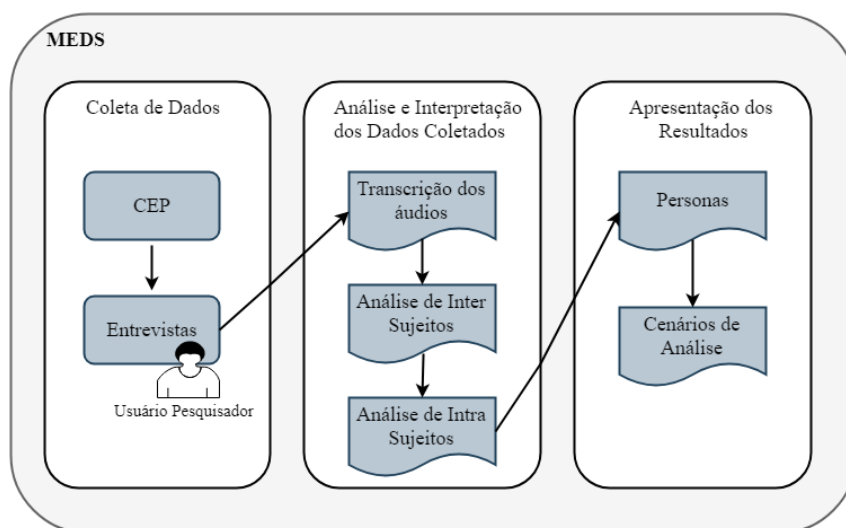 MEDS
Coleta de Dados
CEP
Entrevistas
Usuário Pesquisador
Análise e Interpretação
dos Dados Coletados
Transcrição dos
áudios
Análise de Inter
Sujeitos
Análise de Intra
Sujeitos
Apresentação dos
Resultados
Personas
Cenários de
Análise